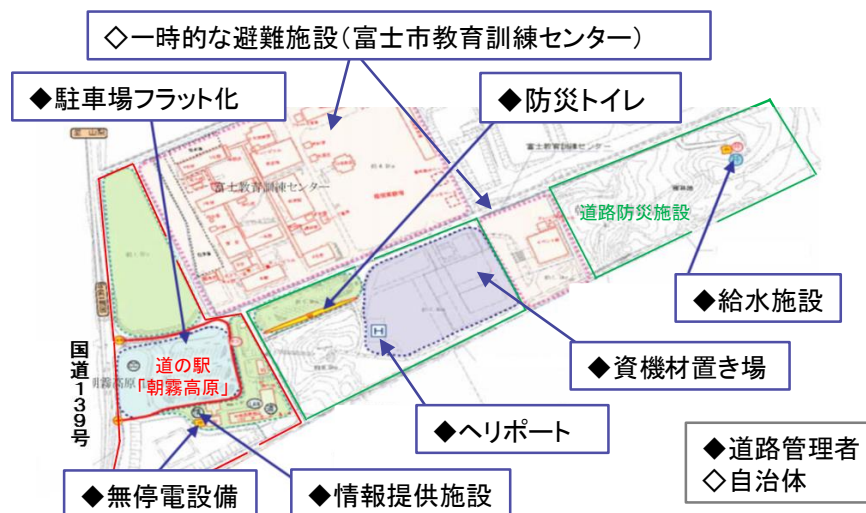 ◇一時的な避難施設（富士市教育訓練センター）
◆駐車場フラット化
◆防災トイレ
富士教育訓練センター
富士教育訓練センター
道路防災施設
◆給水施設
国道139号
道の駅
「朝霧高原」
朝霧高原
H
◆資機材置き場
◆ヘリポート
◆無停電設備
◆情報提供施設
◆道路管理者
◇自治体